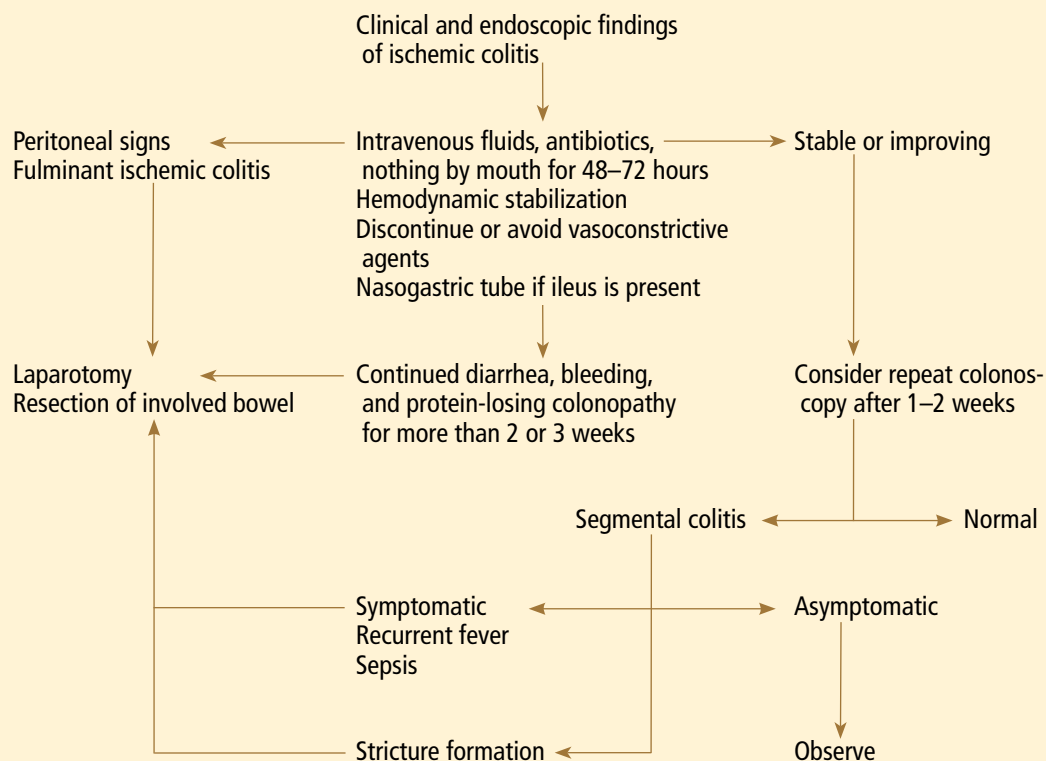 Clinical and endoscopic findings
of ischemic colitis
Peritoneal signs
Fulminant ischemic colitis
Intravenous fluids, antibiotics,
nothing by mouth for 48–72 hours
Hemodynamic stabilization
Discontinue or avoid vasoconstrictive
agents
Nasogastric tube if ileus is present
Stable or improving
Laparotomy
Resection of involved bowel
Continued diarrhea, bleeding,
and protein-losing colonopathy
for more than 2 or 3 weeks
Consider repeat colonos-
copy after 1–2 weeks
Segmental colitis
Normal
Symptomatic
Recurrent fever
Sepsis
Asymptomatic
Stricture formation
Observe